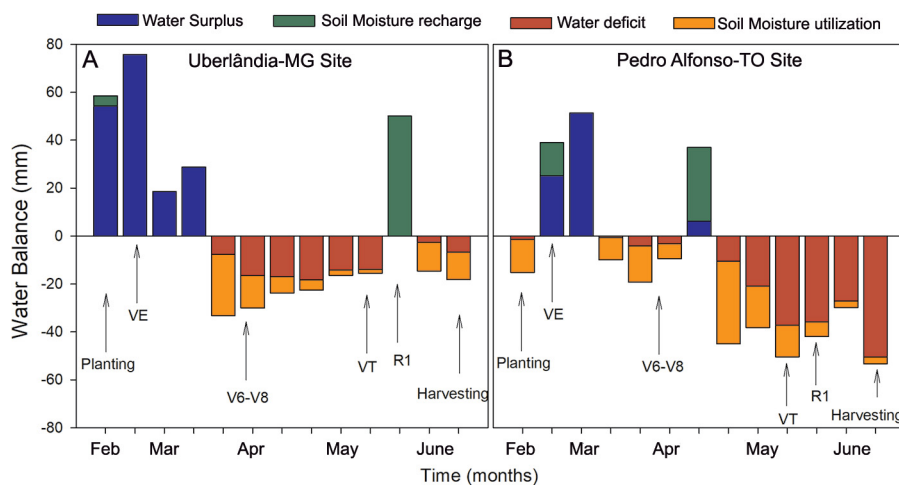 Water Surplus Soil Moisture recharge Water deficit Soil Moisture utilization
A Uberlândia-MG Site
B Pedro Alfonso-TO Site
Water Balance (mm)
80
60
40
20
0
-20
-40
-60
-80
VE
Planting
V6-V8
VT
R1
Harvesting
VE
Planting
V6-V8
VT
R1
Harvesting
Feb Mar Apr May June
Feb Mar Apr May June
Time (months)